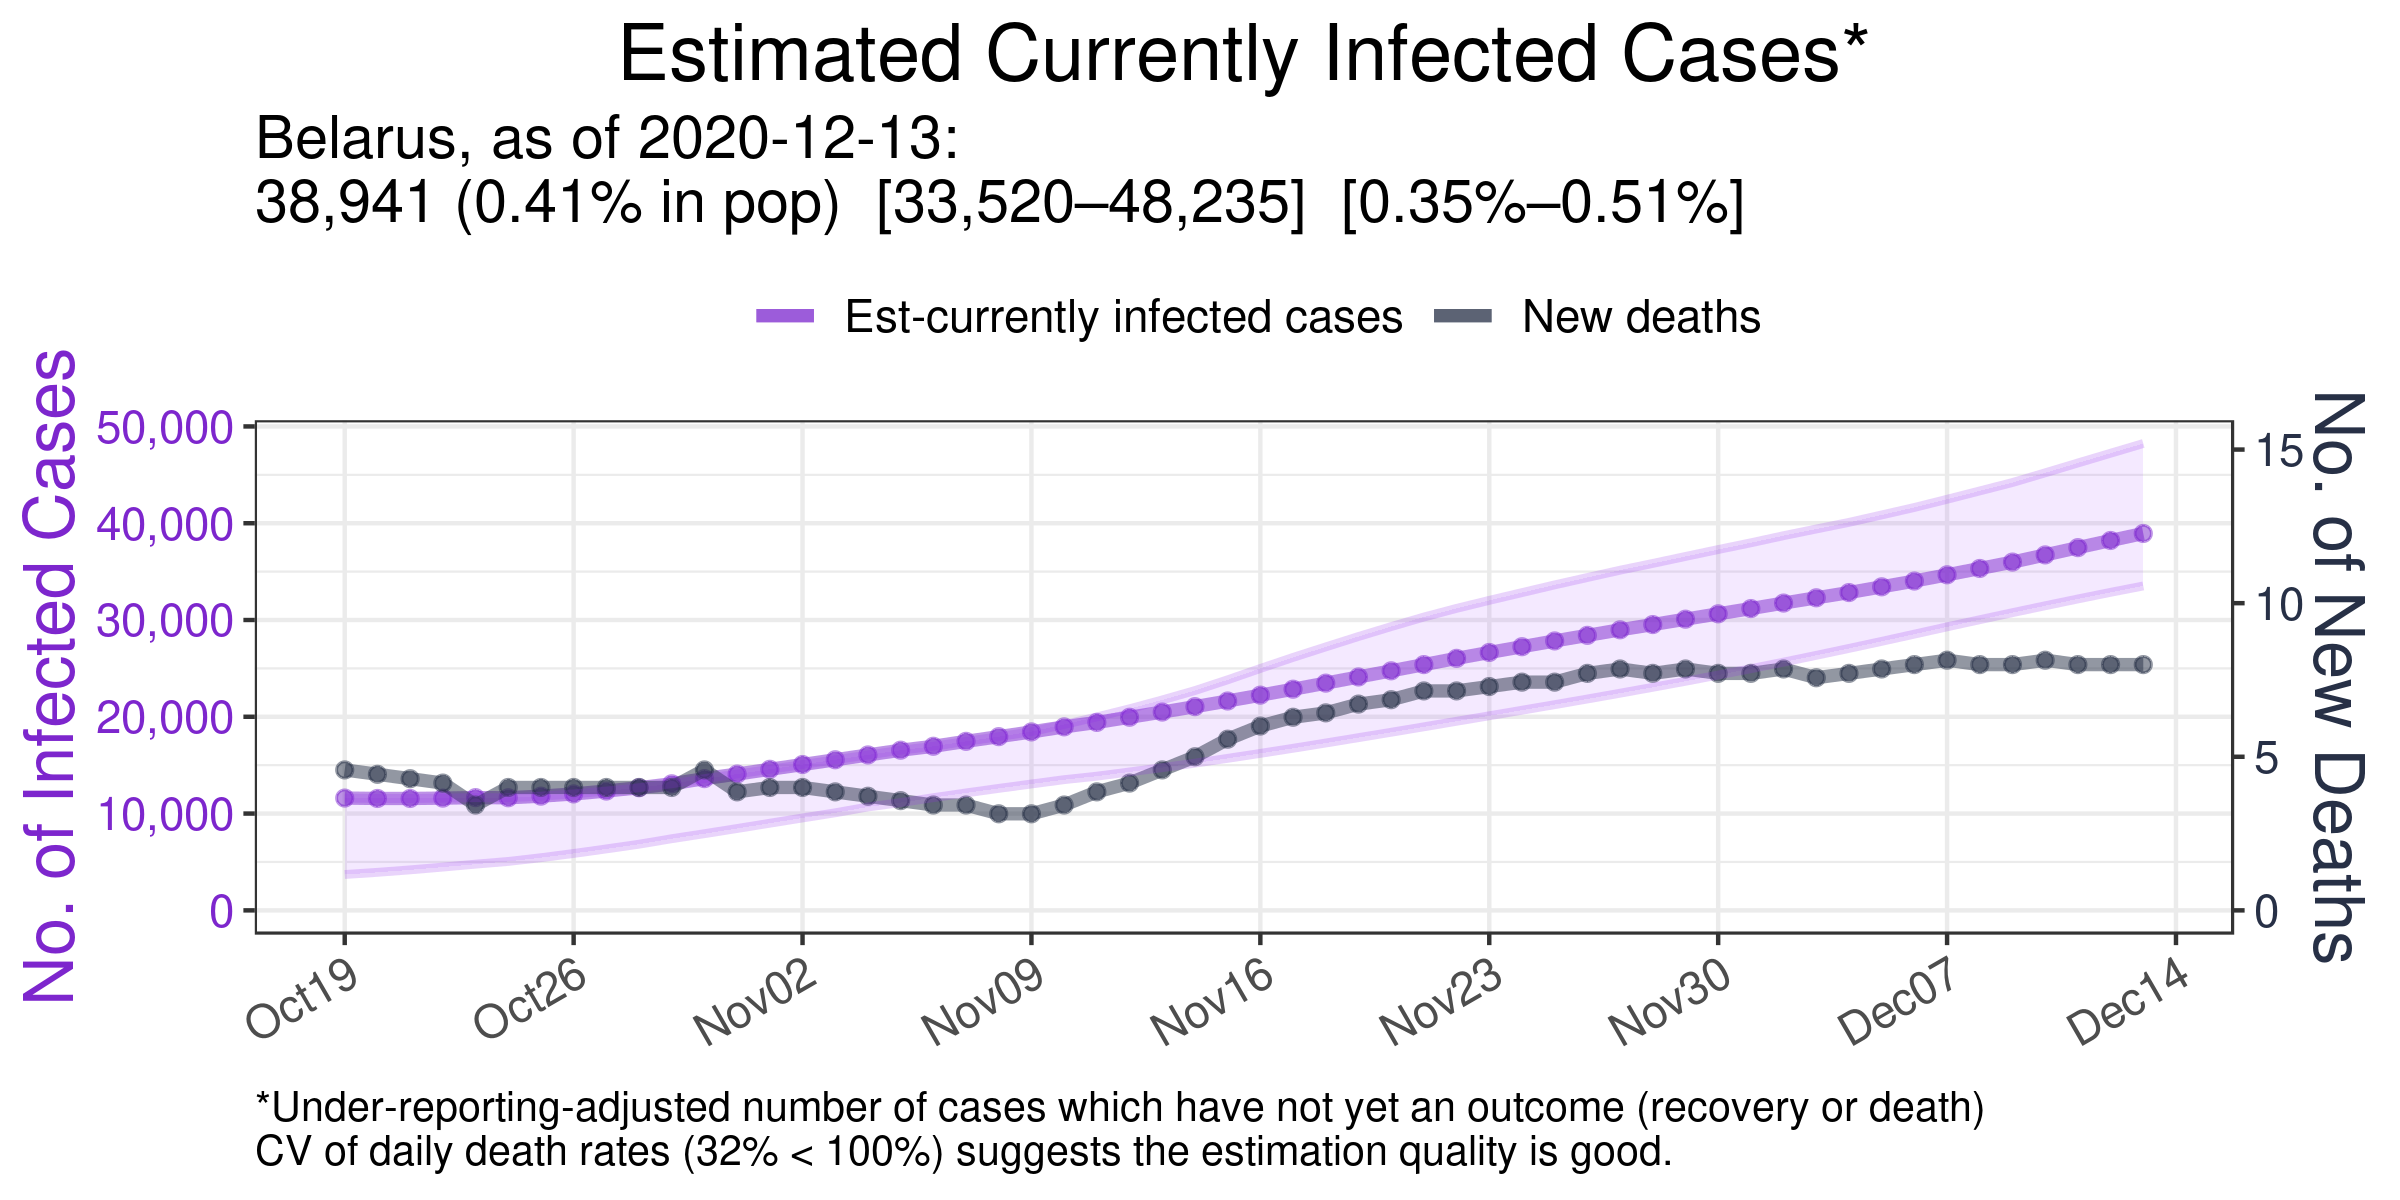 Estimated Currently Infected Cases*
Belarus, as of 2020-12-13:
38,941 (0.41% in pop)  [33,520–48,235]  [0.35%–0.51%]
Est-currently infected cases
New deaths
No. of Infected Cases
50,000
40,000
30,000
20,000
10,000
0
15
10
5
0
No. of New Deaths
Oct19
Oct26
Nov02
Nov09
Nov16
Nov23
Nov30
Dec07
Dec14
*Under-reporting-adjusted number of cases which have not yet an outcome (recovery or death)
CV of daily death rates (32% < 100%) suggests the estimation quality is good.